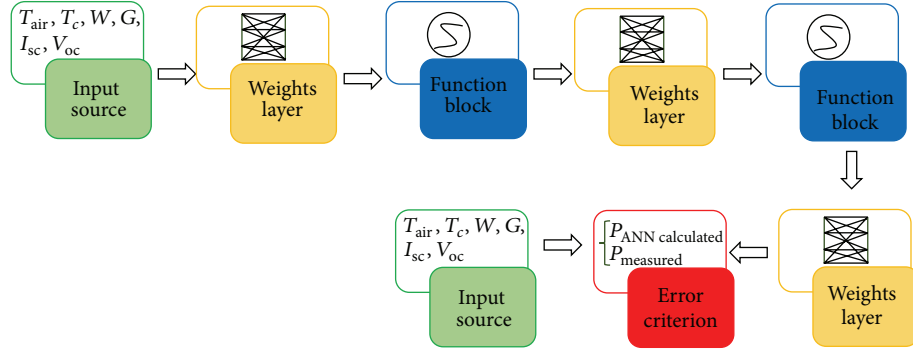 T_air, T_c, W, G,
I_sc, V_oc
Input
source
Weights
layer
Function
block
Weights
layer
Function
block
T_air, T_c, W, G,
I_sc, V_oc
Input
source
P_ANN calculated
P_measured
Error
criterion
Weights
layer